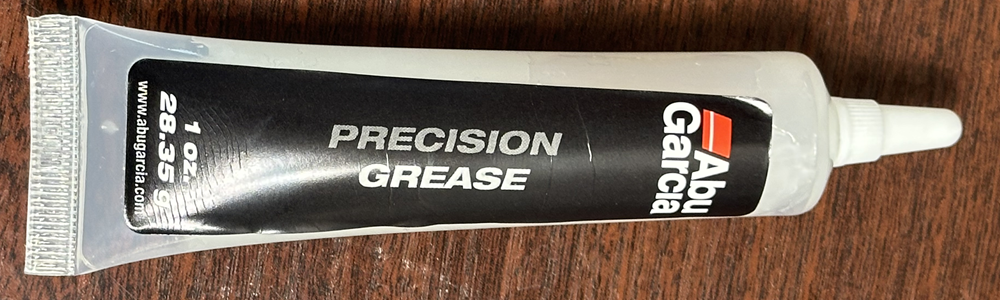 Abu
Garcia
PRECISION
GREASE
1 oz.
28.35 g
www.abugarcia.com